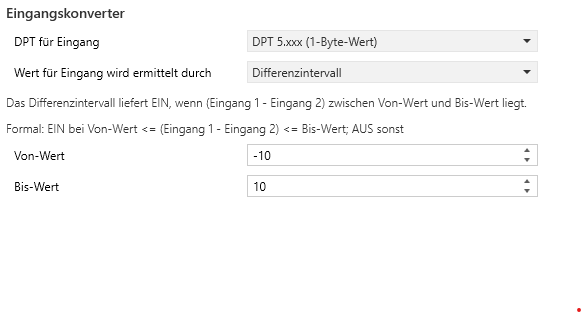 Eingangskonverter
DPT für Eingang DPT 5.xxx (1-Byte-Wert)
Wert für Eingang wird ermittelt durch Differenzintervall
Das Differenzintervall liefert EIN, wenn (Eingang 1 - Eingang 2) zwischen Von-Wert und Bis-Wert liegt.
Formal: EIN bei Von-Wert <= (Eingang 1 - Eingang 2) <= Bis-Wert; AUS sonst
Von-Wert -10
Bis-Wert 10